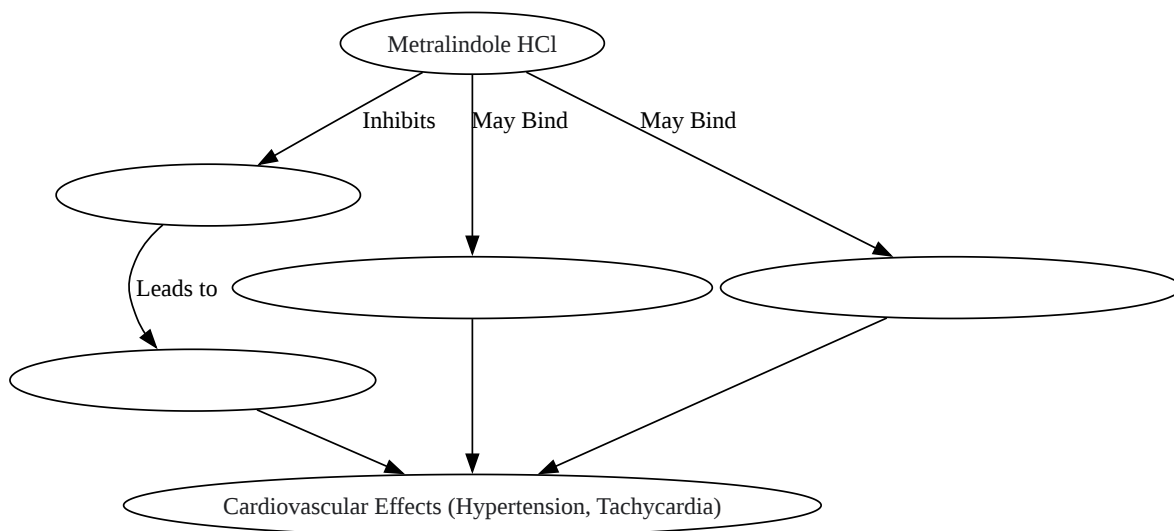 Metralindole HCl
Inhibits
May Bind
May Bind
Leads to
Cardiovascular Effects (Hypertension, Tachycardia)